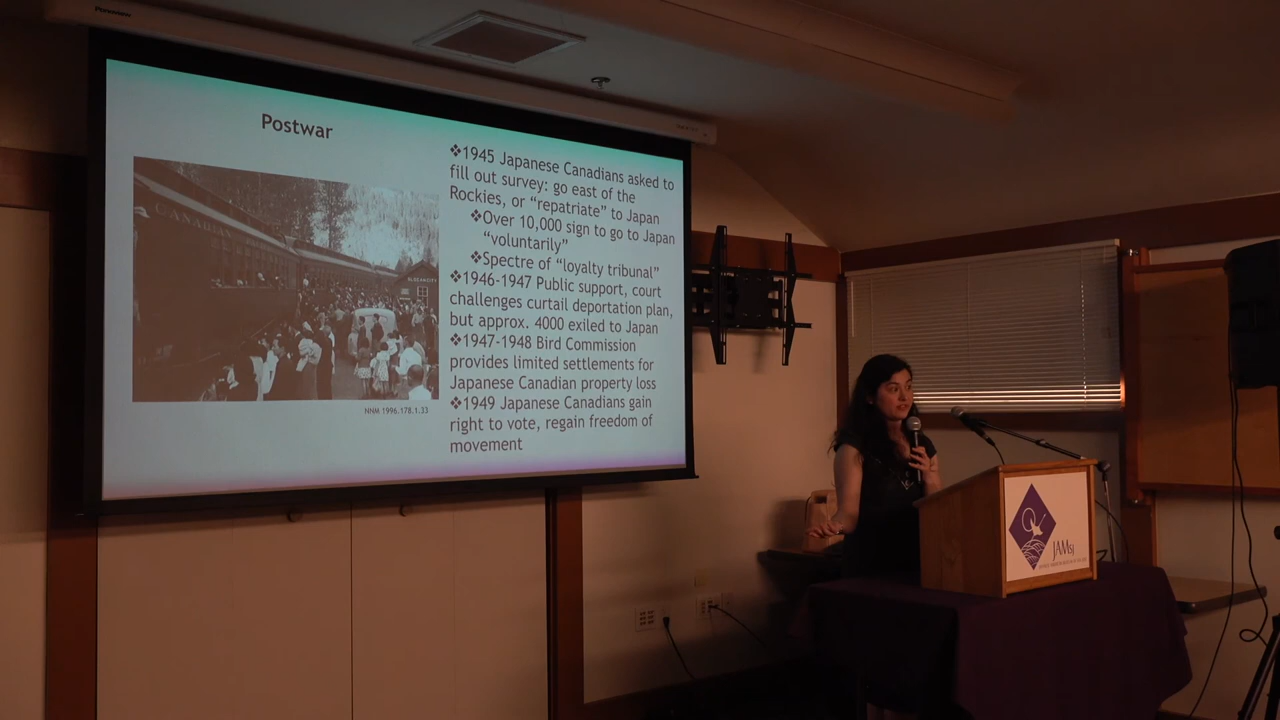 Postwar
❖1945 Japanese Canadians asked to
fill out survey: go east of the
Rockies, or “repatriate” to Japan
❖Over 10,000 sign to go to Japan
“voluntarily”
❖Spectre of “loyalty tribunal”
❖1946-1947 Public support, court
challenges curtail deportation plan,
but approx. 4000 exiled to Japan
❖1947-1948 Bird Commission
provides limited settlements for
Japanese Canadian property loss
❖1949 Japanese Canadians gain
right to vote, regain freedom of
movement
CANADIAN
SLOCAN CITY
NNM 1996.178.1.33
JAMsj